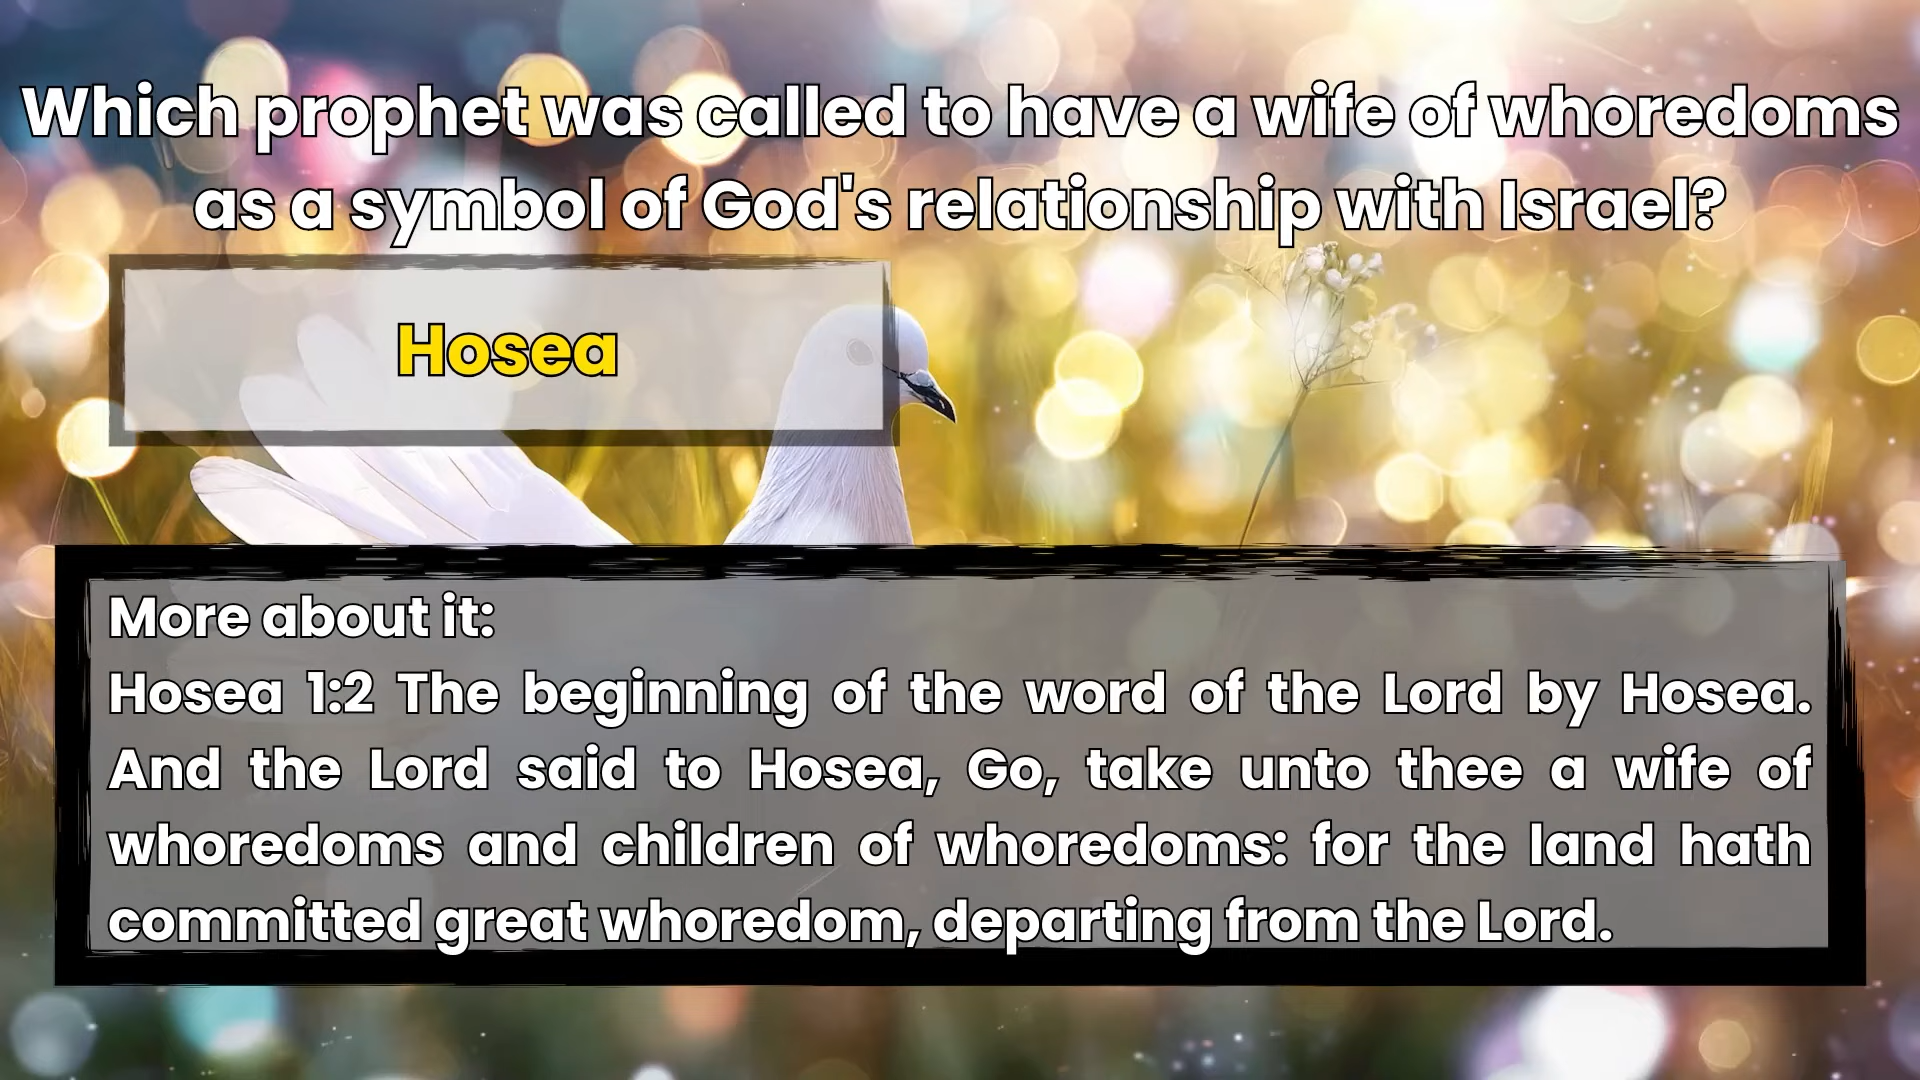 Which prophet was called to have a wife of whoredoms
as a symbol of God's relationship with Israel?
Hosea
More about it:
Hosea 1:2 The beginning of the word of the Lord by Hosea.
And the Lord said to Hosea, Go, take unto thee a wife of
whoredoms and children of whoredoms: for the land hath
committed great whoredom, departing from the Lord.